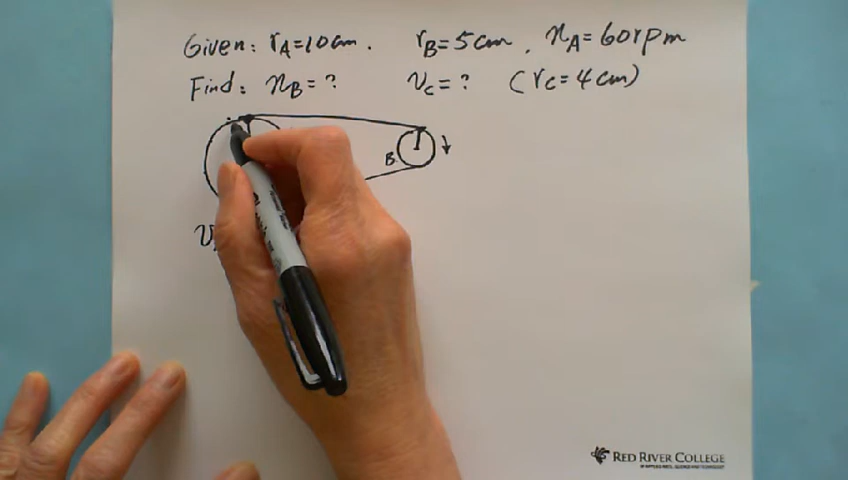 Given: rA=10cm. rB=5cm, nA=60rpm
Find: nB=? vC=? (rC=4cm)
B
v
RED RIVER COLLEGE